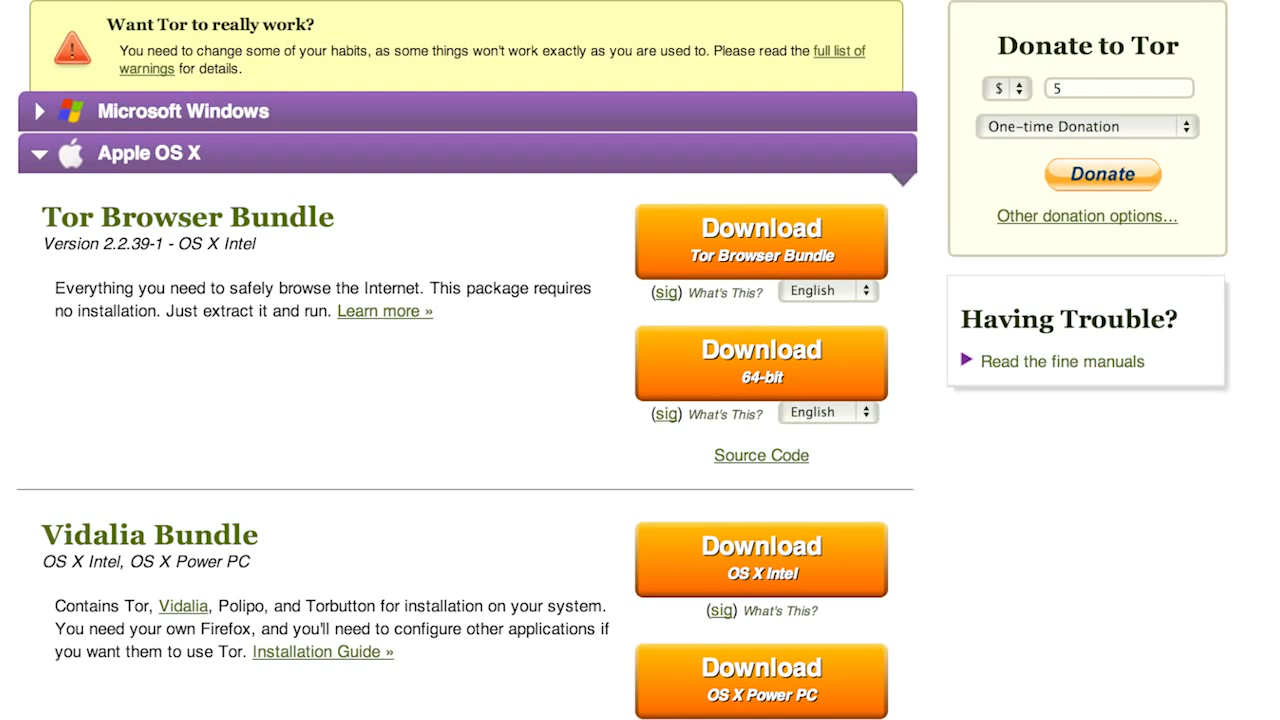 Want Tor to really work?
You need to change some of your habits, as some things won't work exactly as you are used to. Please read the full list of
warnings for details.
Microsoft Windows
Apple OS X
Tor Browser Bundle
Version 2.2.39-1 - OS X Intel
Everything you need to safely browse the Internet. This package requires
no installation. Just extract it and run. Learn more »
Download
Tor Browser Bundle
(sig) What's This? English
Download
64-bit
(sig) What's This? English
Source Code
Vidalia Bundle
OS X Intel, OS X Power PC
Contains Tor, Vidalia, Polipo, and Torbutton for installation on your system.
You need your own Firefox, and you'll need to configure other applications if
you want them to use Tor. Installation Guide »
Download
OS X Intel
(sig) What's This?
Download
OS X Power PC
Donate to Tor
$ 5
One-time Donation
Donate
Other donation options...
Having Trouble?
Read the fine manuals